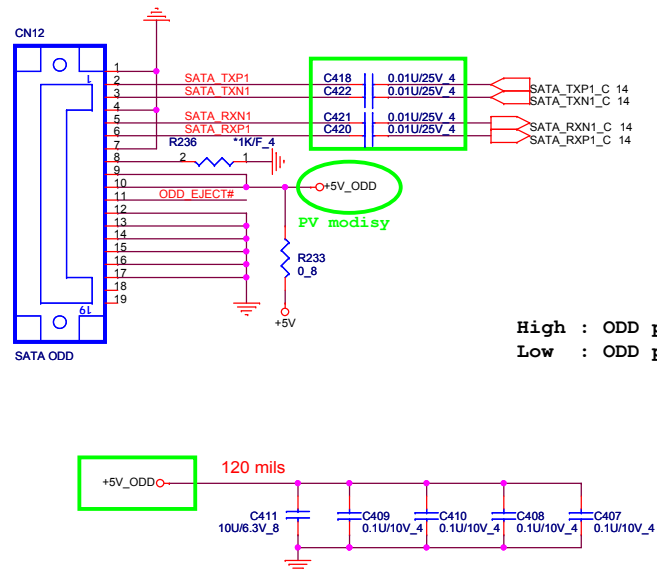 CN12
1
1
2
3
4
5
6
7
8
9
10
11
12
13
14
15
16
17
18
19
19
SATA ODD
SATA_TXP1
SATA_TXN1
SATA_RXN1
SATA_RXP1
C418 0.01U/25V_4
C422 0.01U/25V_4
C421 0.01U/25V_4
C420 0.01U/25V_4
SATA_TXP1_C 14
SATA_TXN1_C 14
SATA_RXN1_C 14
SATA_RXP1_C 14
R236 *1K/F_4
2 1
ODD_EJECT#
+5V_ODD
PV modisy
R233
0_8
+5V
High : ODD p
Low : ODD p
+5V_ODD
120 mils
C411
10U/6.3V_8
C409
0.1U/10V_4
C410
0.1U/10V_4
C408
0.1U/10V_4
C407
0.1U/10V_4